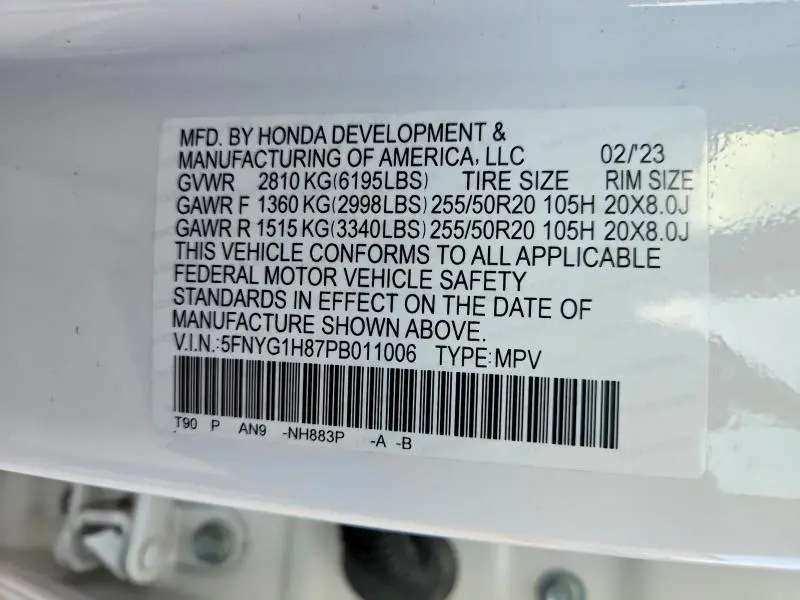 MFD. BY HONDA DEVELOPMENT &
MANUFACTURING OF AMERICA, LLC 02/'23
GVWR 2810 KG(6195LBS) TIRE SIZE RIM SIZE
GAWR F 1360 KG(2998LBS) 255/50R20 105H 20X8.0J
GAWR R 1515 KG(3340LBS) 255/50R20 105H 20X8.0J
THIS VEHICLE CONFORMS TO ALL APPLICABLE
FEDERAL MOTOR VEHICLE SAFETY
STANDARDS IN EFFECT ON THE DATE OF
MANUFACTURE SHOWN ABOVE.
V.I.N.:5FNYG1H87PB011006 TYPE:MPV
T90 P AN9 -NH883P -A -B